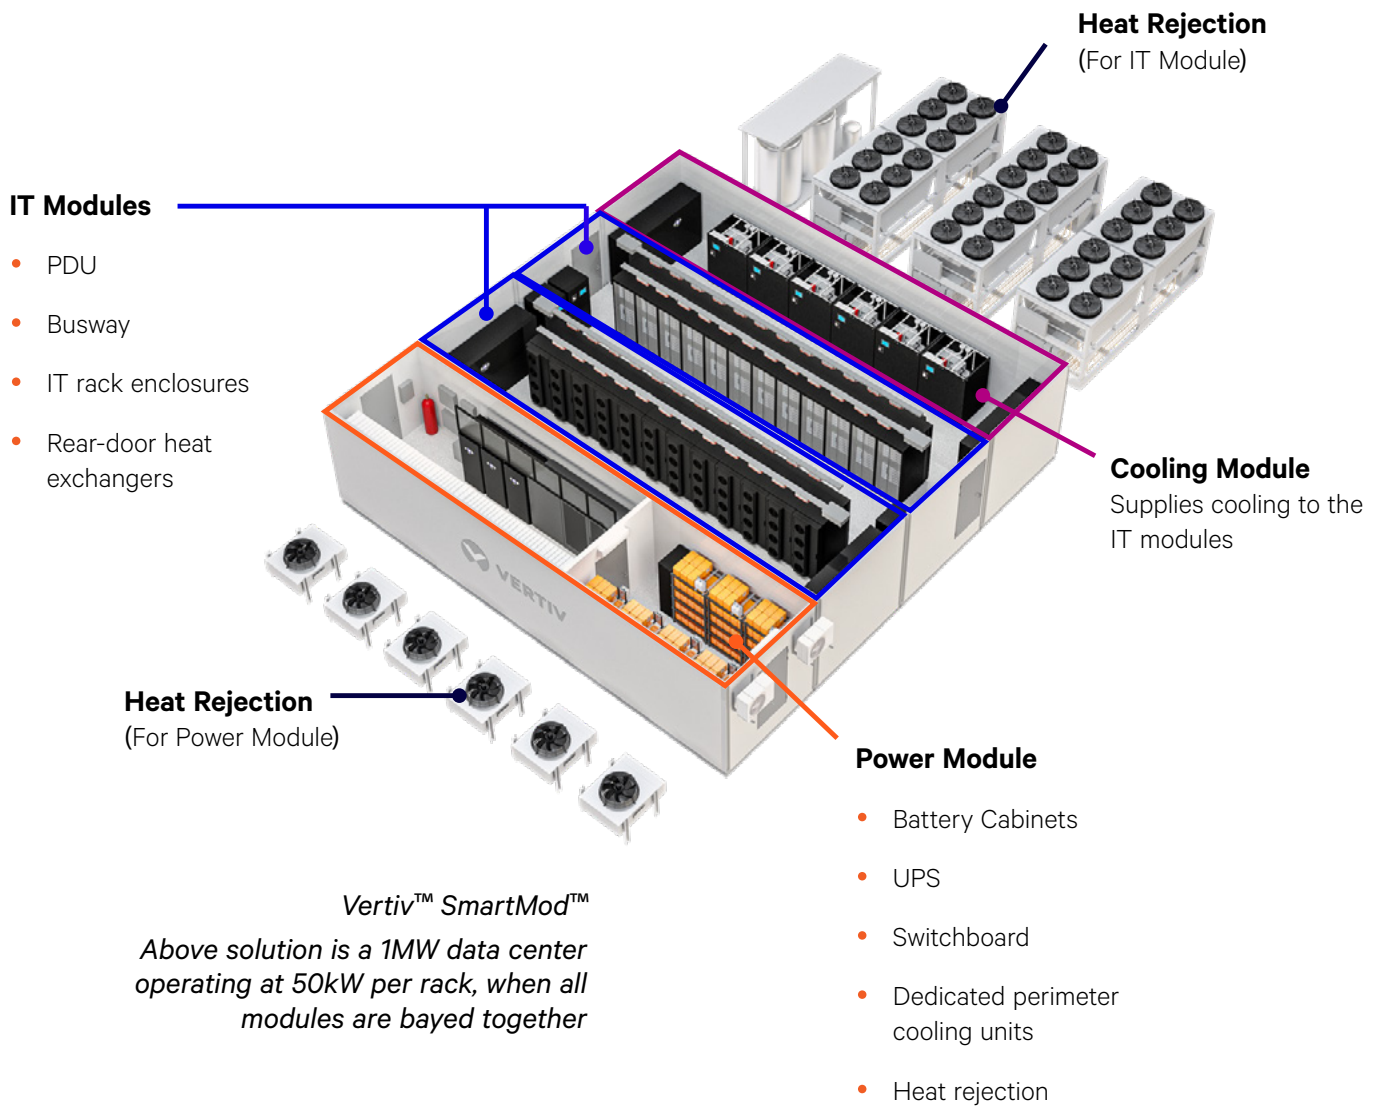 Heat Rejection
(For IT Module)
IT Modules
• PDU
• Busway
• IT rack enclosures
• Rear-door heat
exchangers
Cooling Module
Supplies cooling to the
IT modules
VERTIV
Heat Rejection
(For Power Module)
Power Module
• Battery Cabinets
• UPS
• Switchboard
• Dedicated perimeter
cooling units
• Heat rejection
Vertiv™ SmartMod™
Above solution is a 1MW data center
operating at 50kW per rack, when all
modules are bayed together